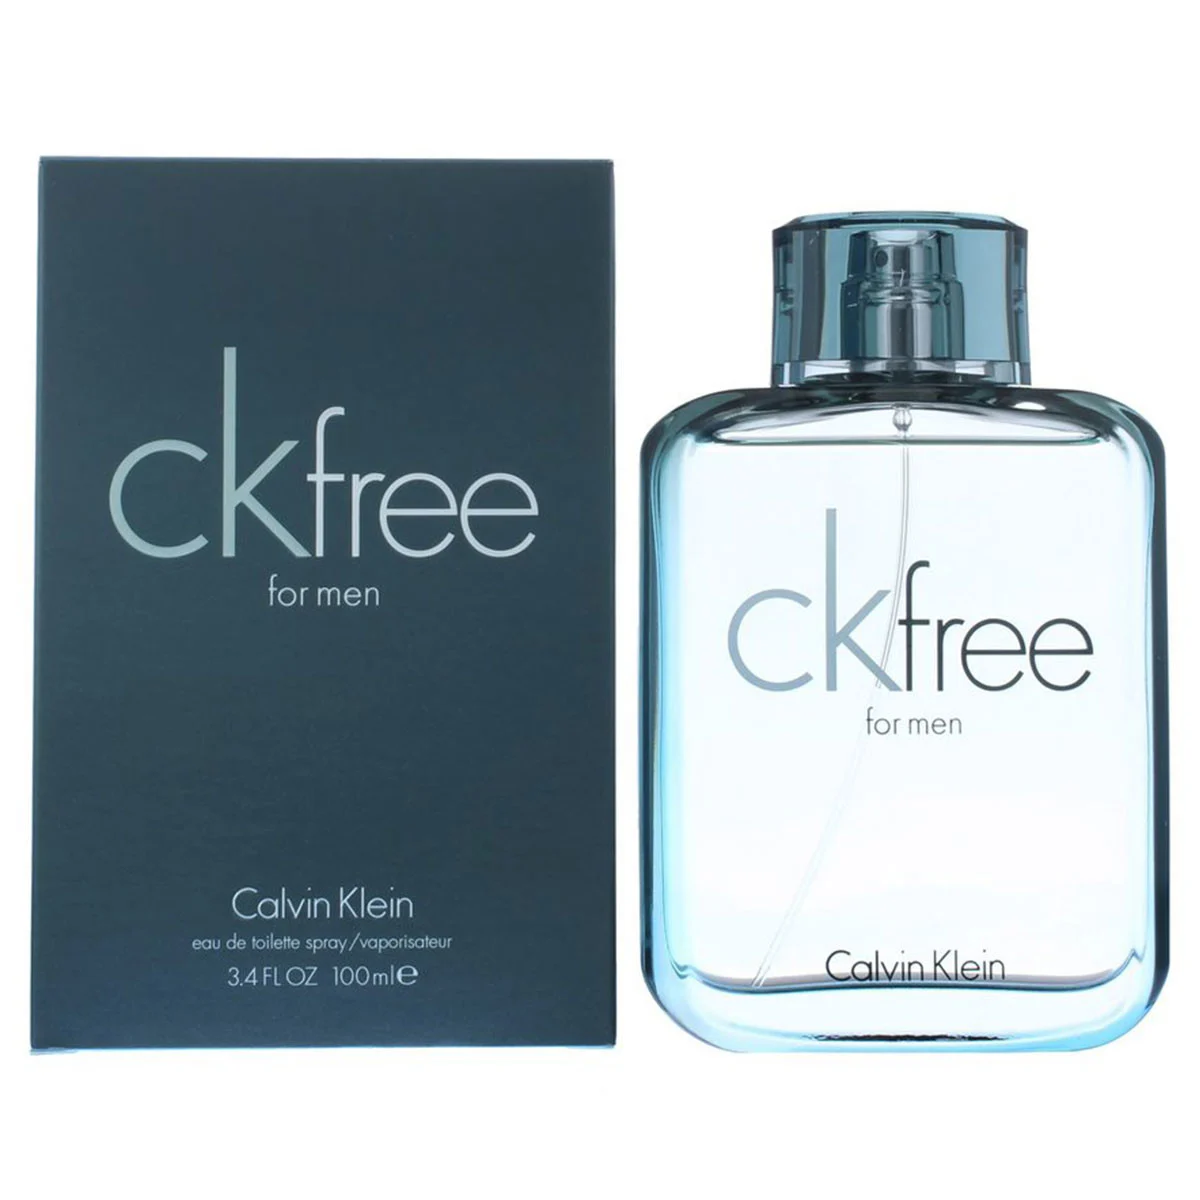 ckfree
for men
Calvin Klein
eau de toilette spray/vaporisateur
3.4 FL OZ 100 ml e
ckfree
for men
Calvin Klein